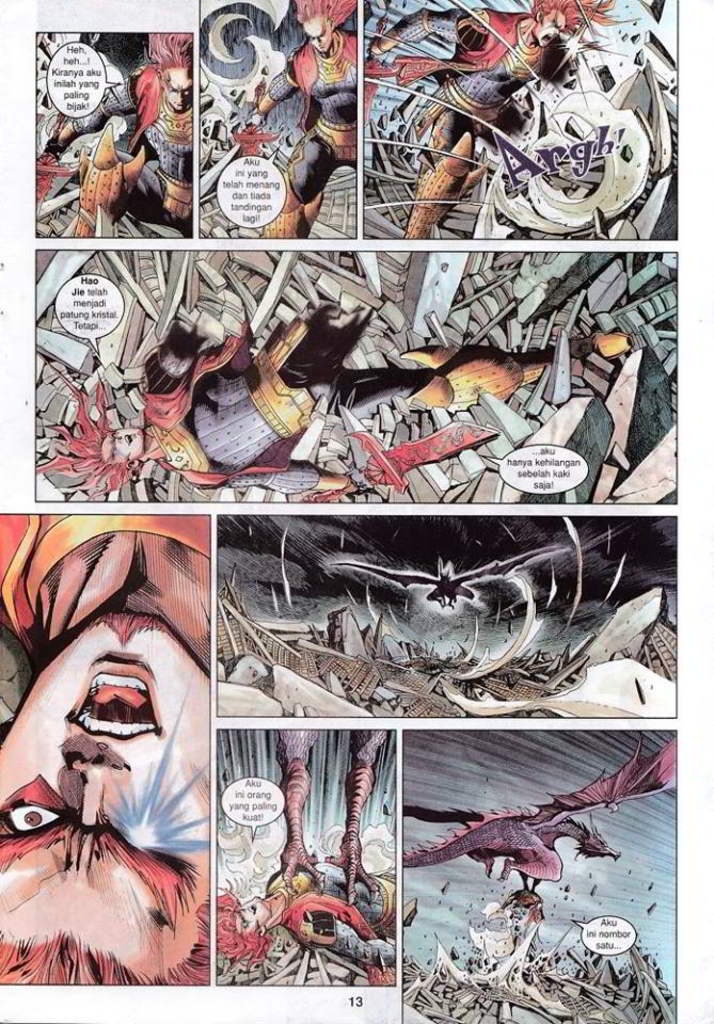 Heh,
heh...!
Kiranya aku
inilah yang
paling
bijak!
Aku
ini yang
telah menang
dan tiada
tandingan
lagi!
Argh!
Hao
Jie telah
menjadi
patung kristal.
Tetapi...
...aku
hanya kehilangan
sebelah kaki
saja!
Aku
ini orang
yang paling
kuat!
Aku
ini nombor
satu...
13